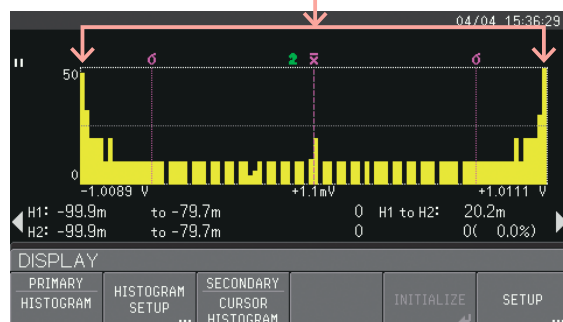 04/04 15:36:29
σ 2 x̄ σ
50
0
-1.0089 V +1.1mV +1.0111 V
H1: -99.9m to -79.7m 0 H1 to H2: 20.2m
H2: -99.9m to -79.7m 0 0( 0.0%)
DISPLAY
PRIMARY
HISTOGRAM
HISTOGRAM
SETUP ...
SECONDARY
CURSOR
HISTOGRAM
INITIALIZE
SETUP
...